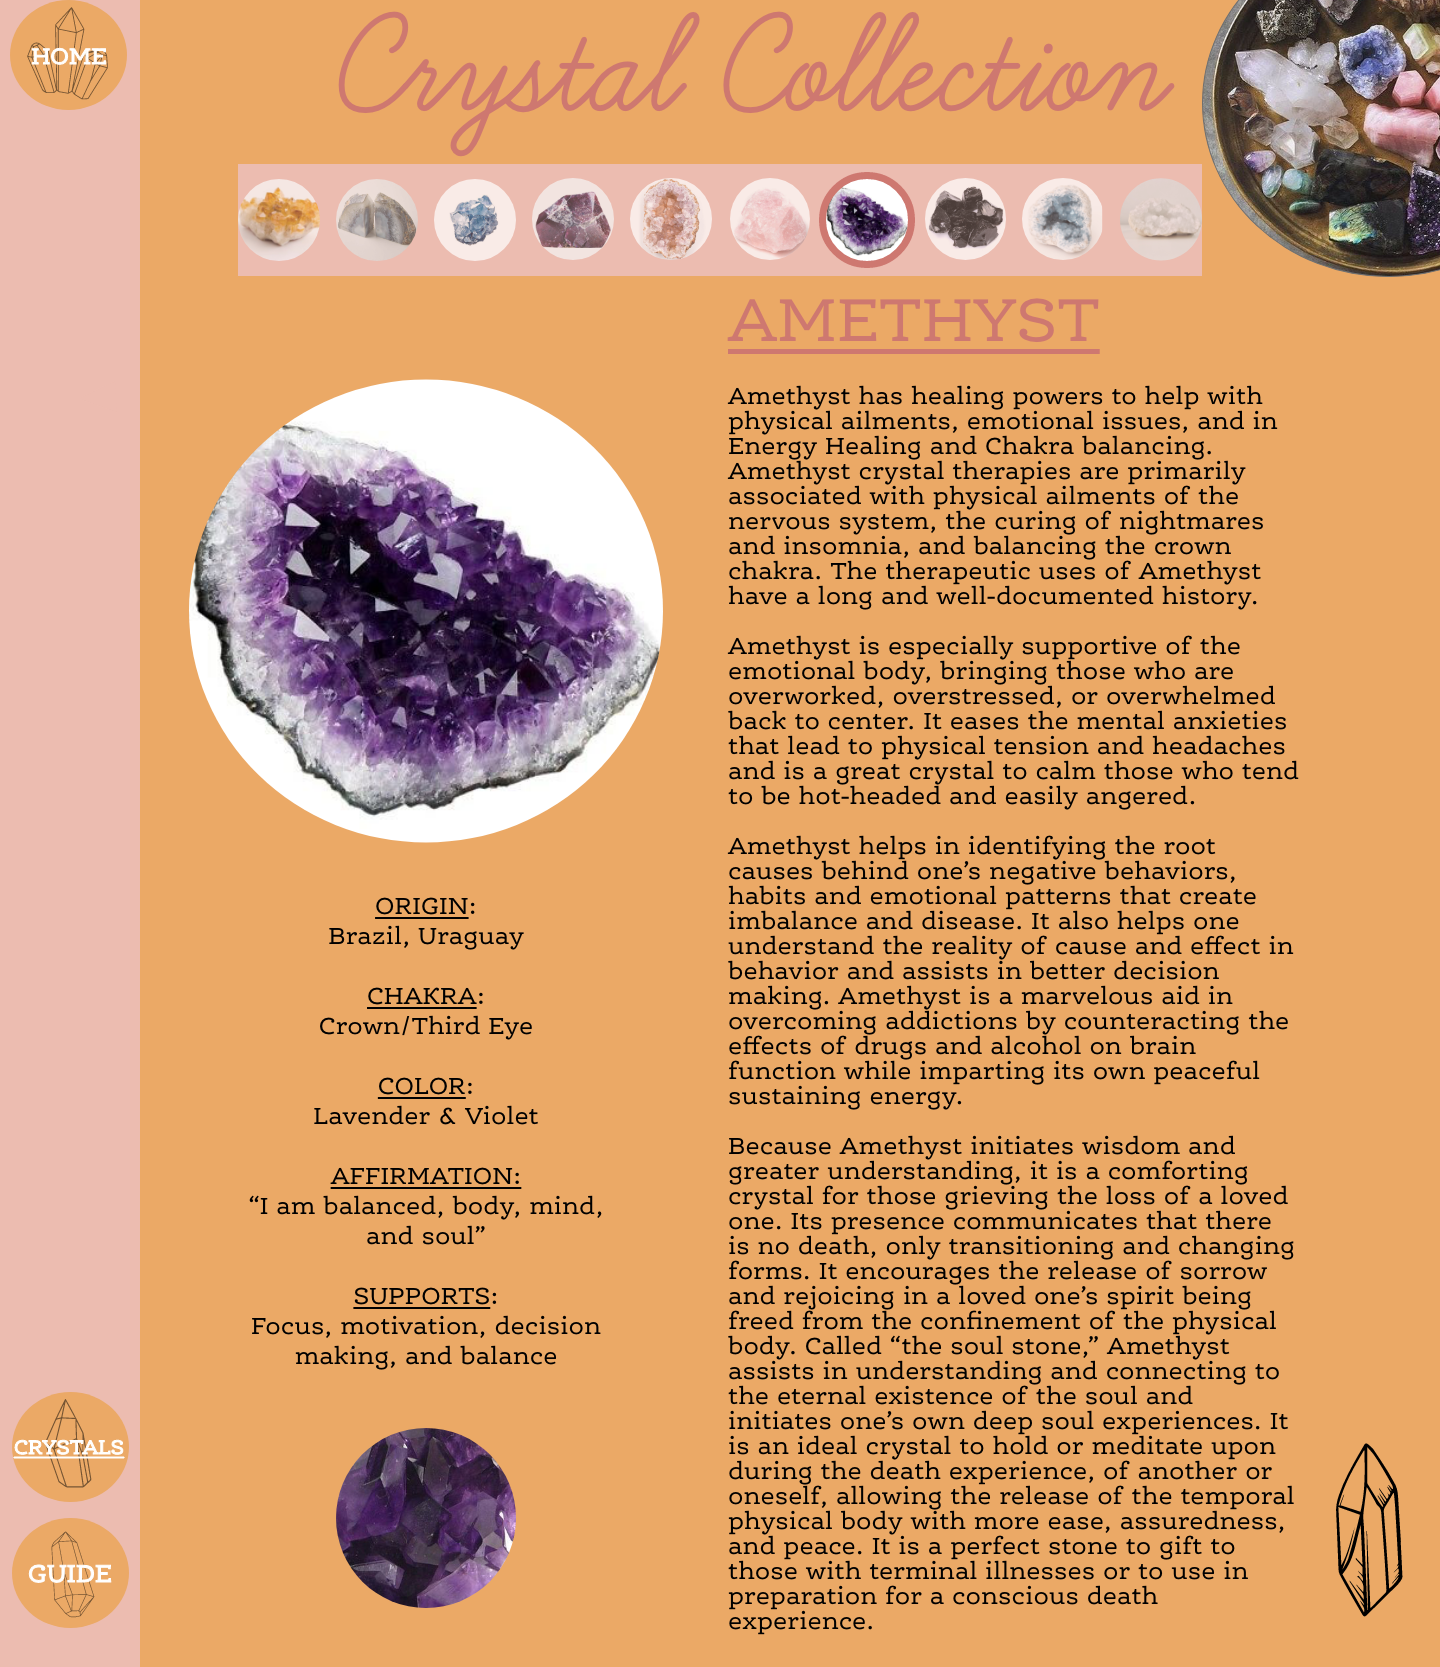 HOME
Crystal Collection
AMETHYST
Amethyst has healing powers to help with
physical ailments, emotional issues, and in
Energy Healing and Chakra balancing.
Amethyst crystal therapies are primarily
associated with physical ailments of the
nervous system, the curing of nightmares
and insomnia, and balancing the crown
chakra. The therapeutic uses of Amethyst
have a long and well-documented history.
Amethyst is especially supportive of the
emotional body, bringing those who are
overworked, overstressed, or overwhelmed
back to center. It eases the mental anxieties
that lead to physical tension and headaches
and is a great crystal to calm those who tend
to be hot-headed and easily angered.
Amethyst helps in identifying the root
causes behind one’s negative behaviors,
habits and emotional patterns that create
imbalance and disease. It also helps one
understand the reality of cause and effect in
behavior and assists in better decision
making. Amethyst is a marvelous aid in
overcoming addictions by counteracting the
effects of drugs and alcohol on brain
function while imparting its own peaceful
sustaining energy.
Because Amethyst initiates wisdom and
greater understanding, it is a comforting
crystal for those grieving the loss of a loved
one. Its presence communicates that there
is no death, only transitioning and changing
forms. It encourages the release of sorrow
and rejoicing in a loved one’s spirit being
freed from the confinement of the physical
body. Called “the soul stone,” Amethyst
assists in understanding and connecting to
the eternal existence of the soul and
initiates one’s own deep soul experiences. It
is an ideal crystal to hold or meditate upon
during the death experience, of another or
oneself, allowing the release of the temporal
physical body with more ease, assuredness,
and peace. It is a perfect stone to gift to
those with terminal illnesses or to use in
preparation for a conscious death
experience.
ORIGIN:
Brazil, Uraguay
CHAKRA:
Crown/Third Eye
COLOR:
Lavender & Violet
AFFIRMATION:
“I am balanced, body, mind,
and soul”
SUPPORTS:
Focus, motivation, decision
making, and balance
CRYSTALS
GUIDE